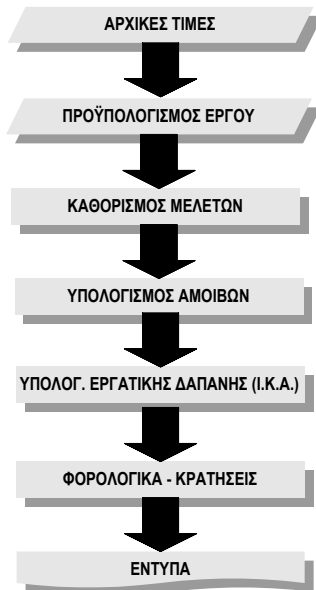 ΑΡΧΙΚΕΣ ΤΙΜΕΣ
ΠΡΟΫΠΟΛΟΓΙΣΜΟΣ ΕΡΓΟΥ
ΚΑΘΟΡΙΣΜΟΣ ΜΕΛΕΤΩΝ
ΥΠΟΛΟΓΙΣΜΟΣ ΑΜΟΙΒΩΝ
ΥΠΟΛΟΓ. ΕΡΓΑΤΙΚΗΣ ΔΑΠΑΝΗΣ (Ι.Κ.Α.)
ΦΟΡΟΛΟΓΙΚΑ - ΚΡΑΤΗΣΕΙΣ
ΕΝΤΥΠΑ